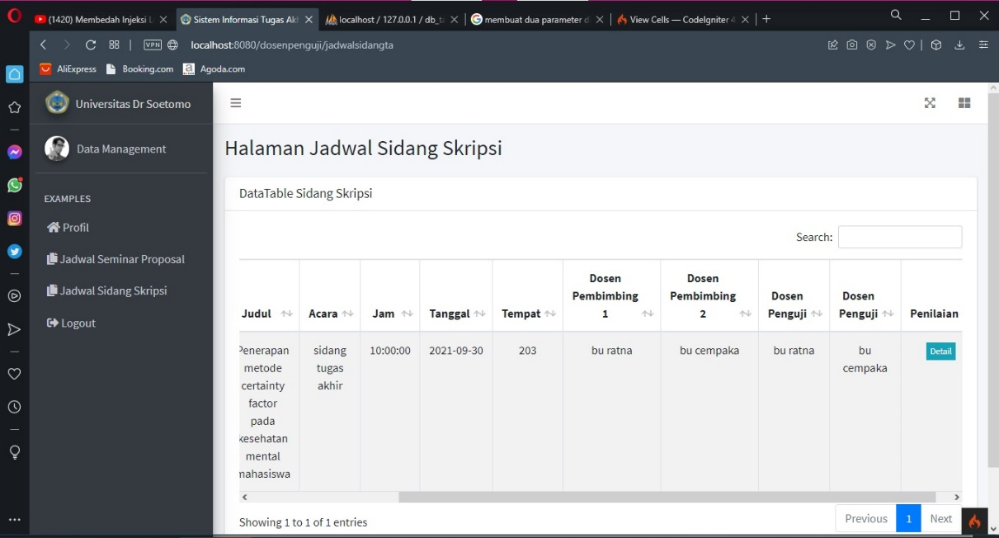 (1420) Membedah Injeksi
Sistem Informasi Tugas Ak
localhost / 127.0.0.1 / db_t
membuat dua parameter d
View Cells — CodeIgniter 4
VPN
localhost:8080/dosenpenguji/jadwalsidangta
AliExpress
Booking.com
Agoda.com
Universitas Dr Soetomo
Data Management
EXAMPLES
Profil
Jadwal Seminar Proposal
Jadwal Sidang Skripsi
Logout
Halaman Jadwal Sidang Skripsi
DataTable Sidang Skripsi
Search:
Judul
Acara
Jam
Tanggal
Tempat
Dosen
Pembimbing
1
Dosen
Pembimbing
2
Dosen
Penguji
Dosen
Penguji
Penilaian
Penerapan
metode
certainty
factor
pada
kesehatan
mental
mahasiswa
sidang
tugas
akhir
10:00:00
2021-09-30
203
bu ratna
bu cempaka
bu ratna
bu
cempaka
Detail
Showing 1 to 1 of 1 entries
Previous
1
Next